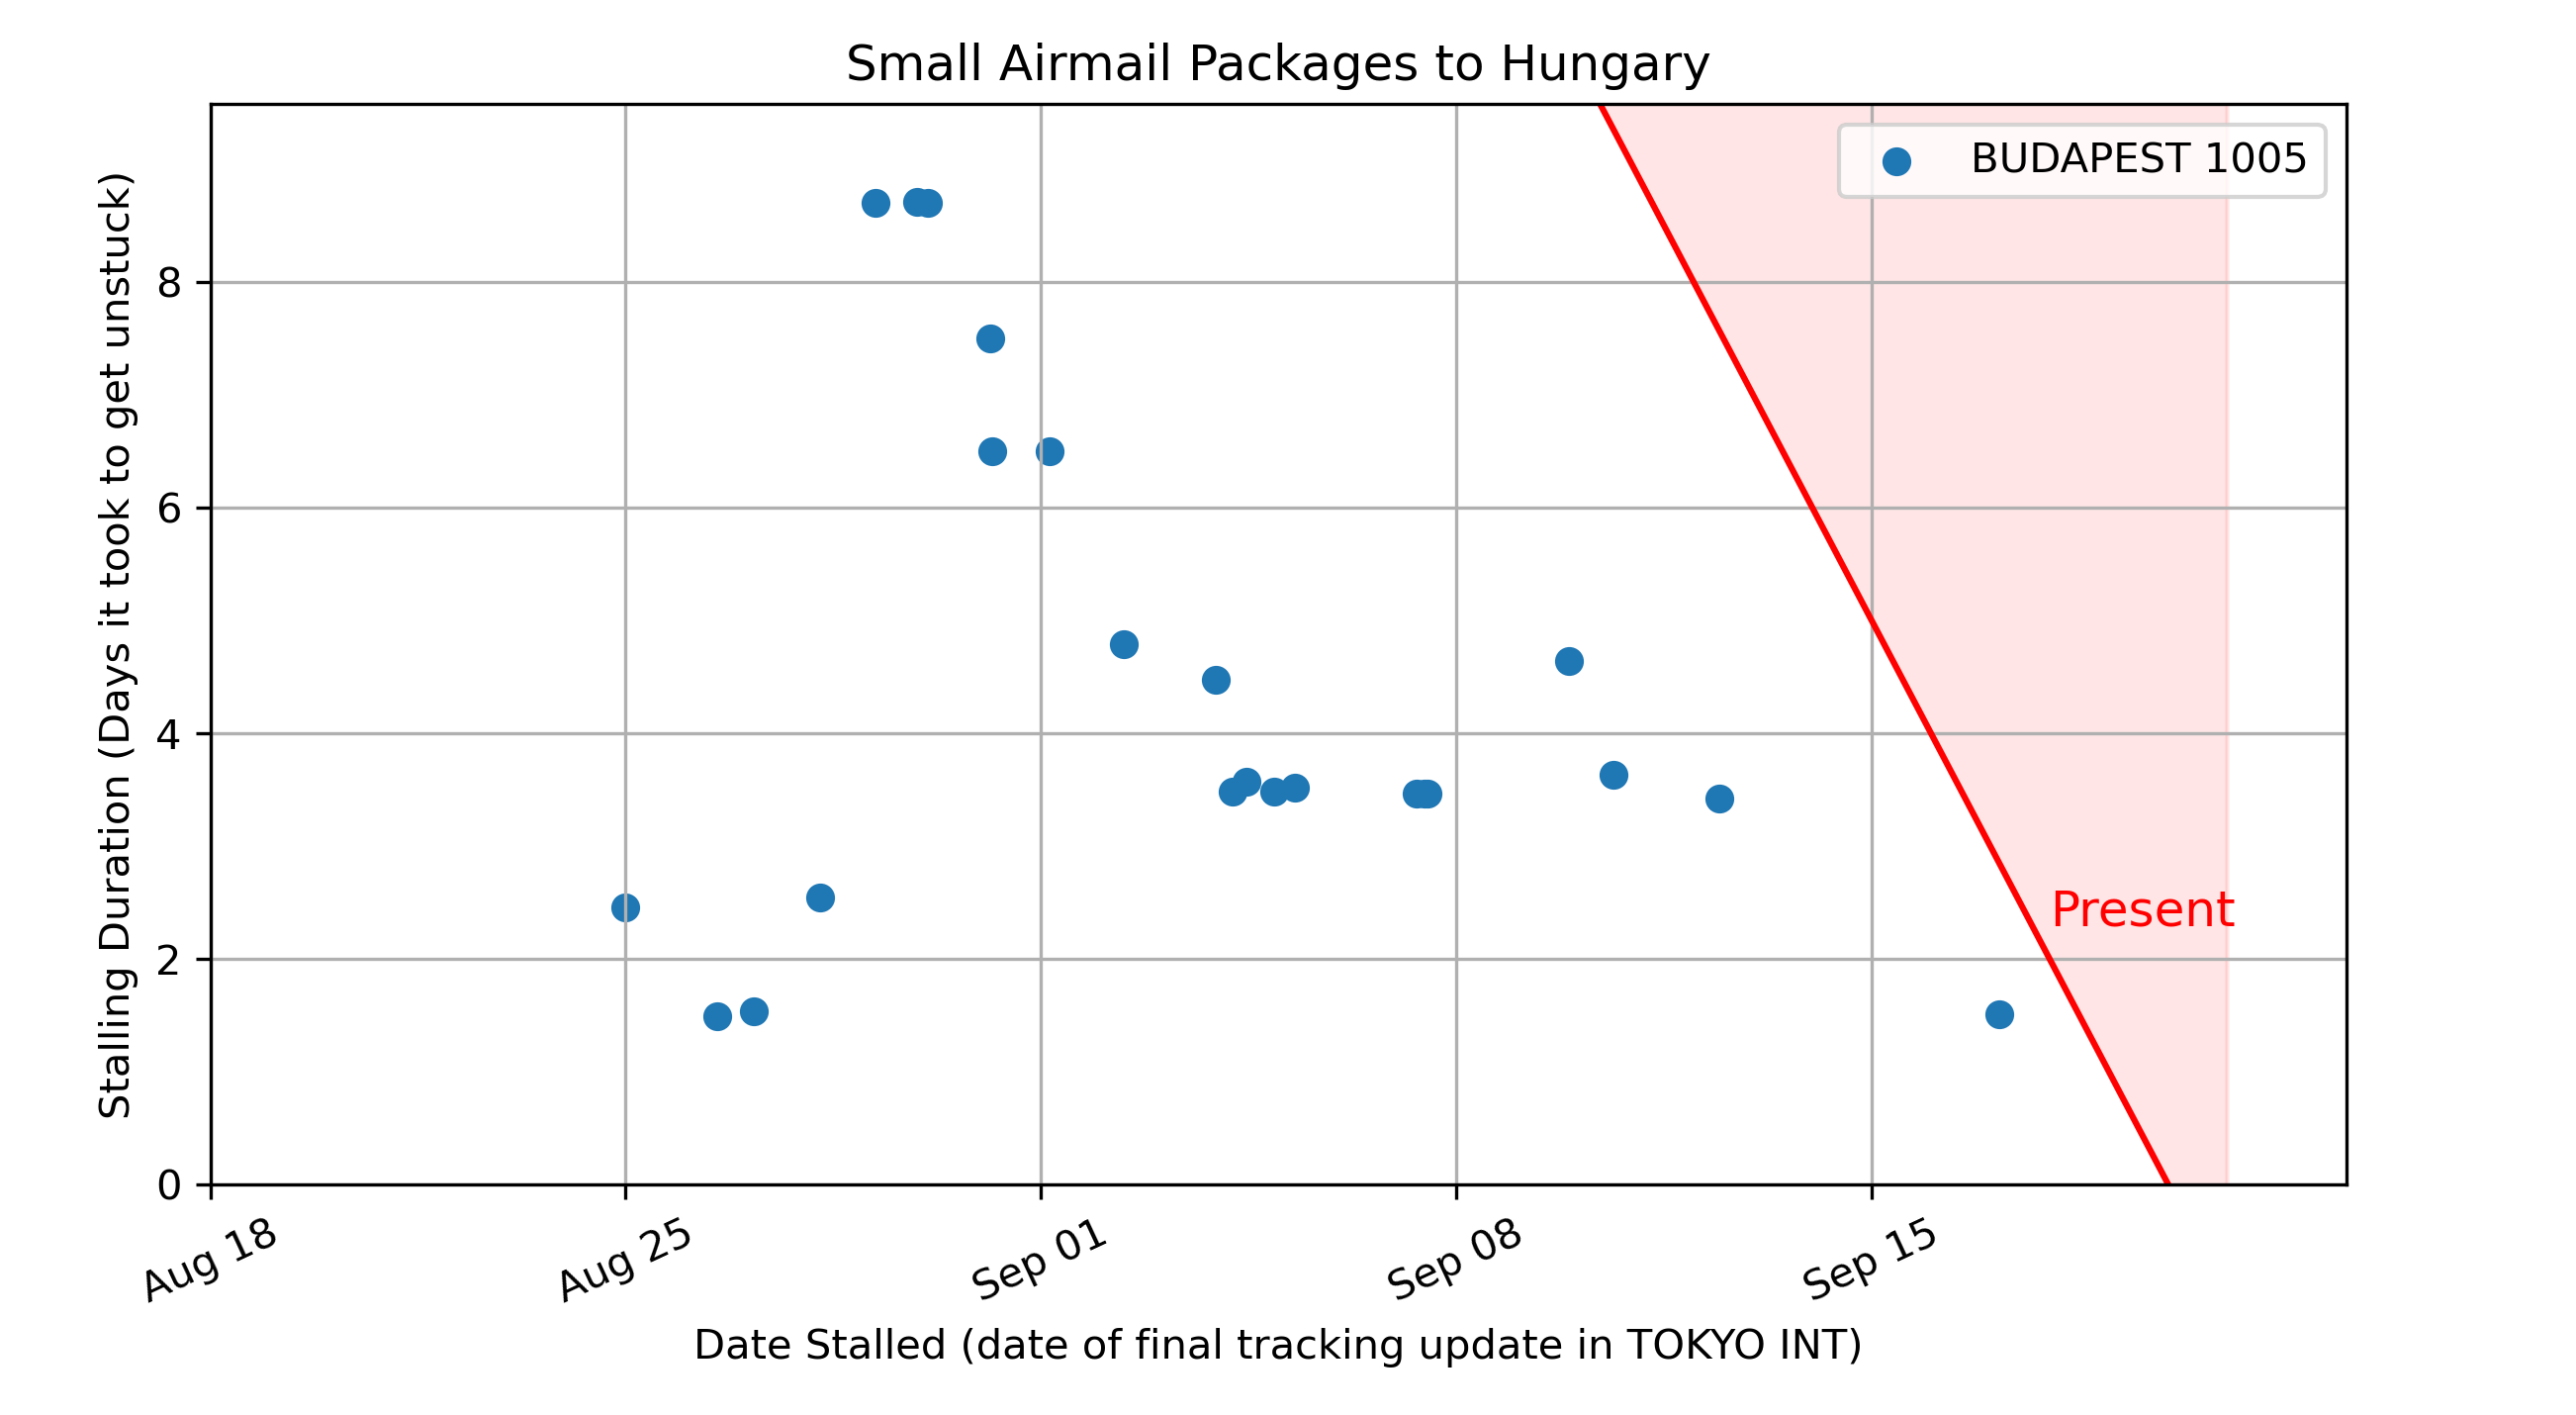 Small Airmail Packages to Hungary
BUDAPEST 1005
Stalling Duration (Days it took to get unstuck)
8
6
4
2
0
Present
Aug 18
Aug 25
Sep 01
Sep 08
Sep 15
Date Stalled (date of final tracking update in TOKYO INT)